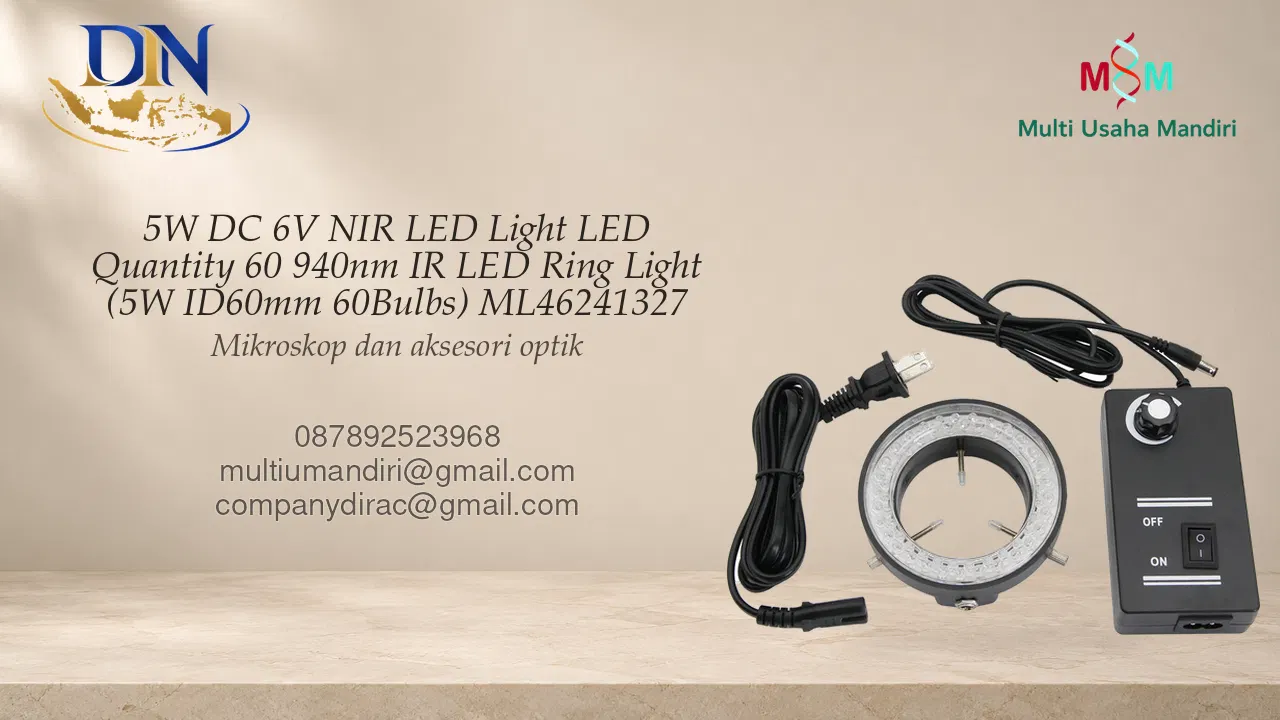 DIN
M M
Multi Usaha Mandiri
5W DC 6V NIR LED Light LED
Quantity 60 940nm IR LED Ring Light
(5W ID60mm 60Bulbs) ML46241327
Mikroskop dan aksesori optik
087892523968
multiumandiri@gmail.com
companydirac@gmail.com
OFF
ON